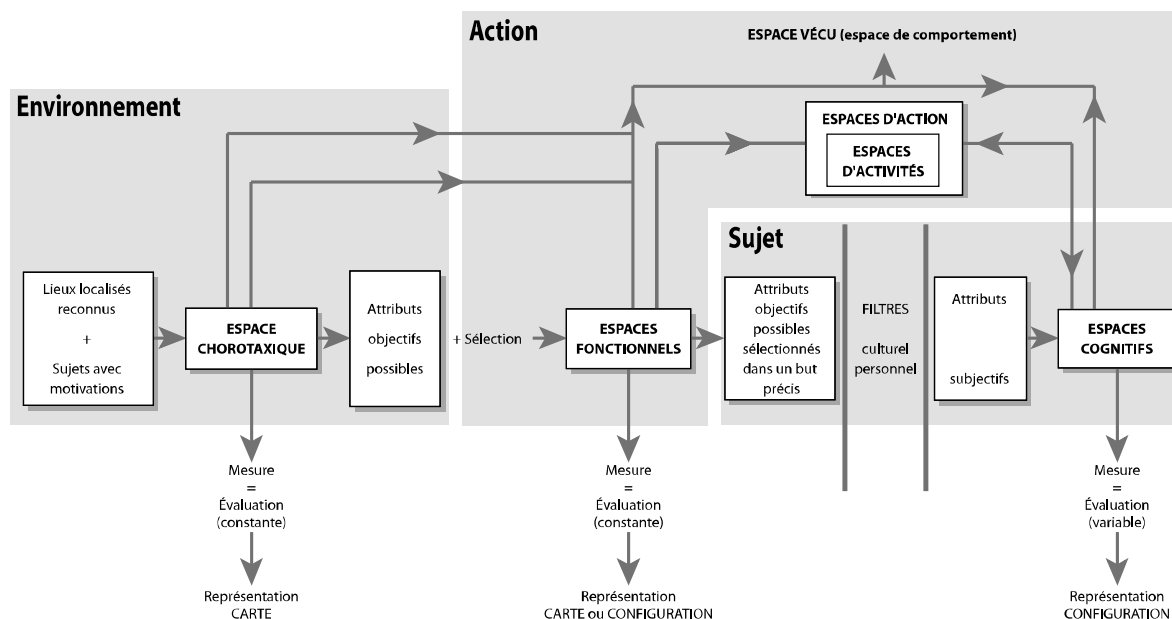 Action
ESPACE VÉCU (espace de comportement)
Environnement
ESPACES D'ACTION
ESPACES
D'ACTIVITÉS
Sujet
Lieux localisés
reconnus
+
Sujets avec
motivations
ESPACE
CHOROTAXIQUE
Attributs
objectifs
possibles
+ Sélection
ESPACES
FONCTIONNELS
Attributs
objectifs
possibles
sélectionnés
dans un but
précis
FILTRES
culturel
personnel
Attributs
subjectifs
ESPACES
COGNITIFS
Mesure
=
Évaluation
(constante)
Représentation
CARTE
Mesure
=
Évaluation
(constante)
Représentation
CARTE ou CONFIGURATION
Mesure
=
Évaluation
(variable)
Représentation
CONFIGURATION